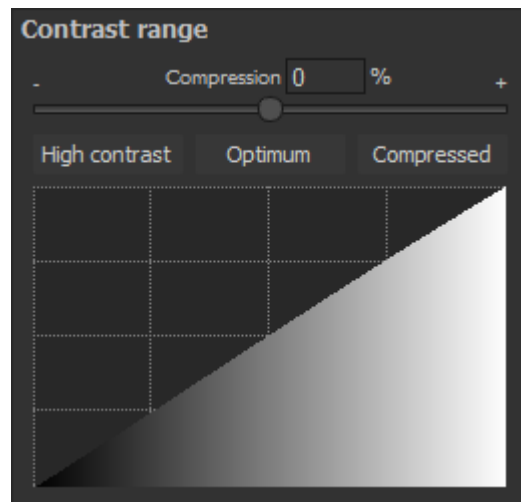 Contrast range
- Compression 0 % +
High contrast Optimum Compressed